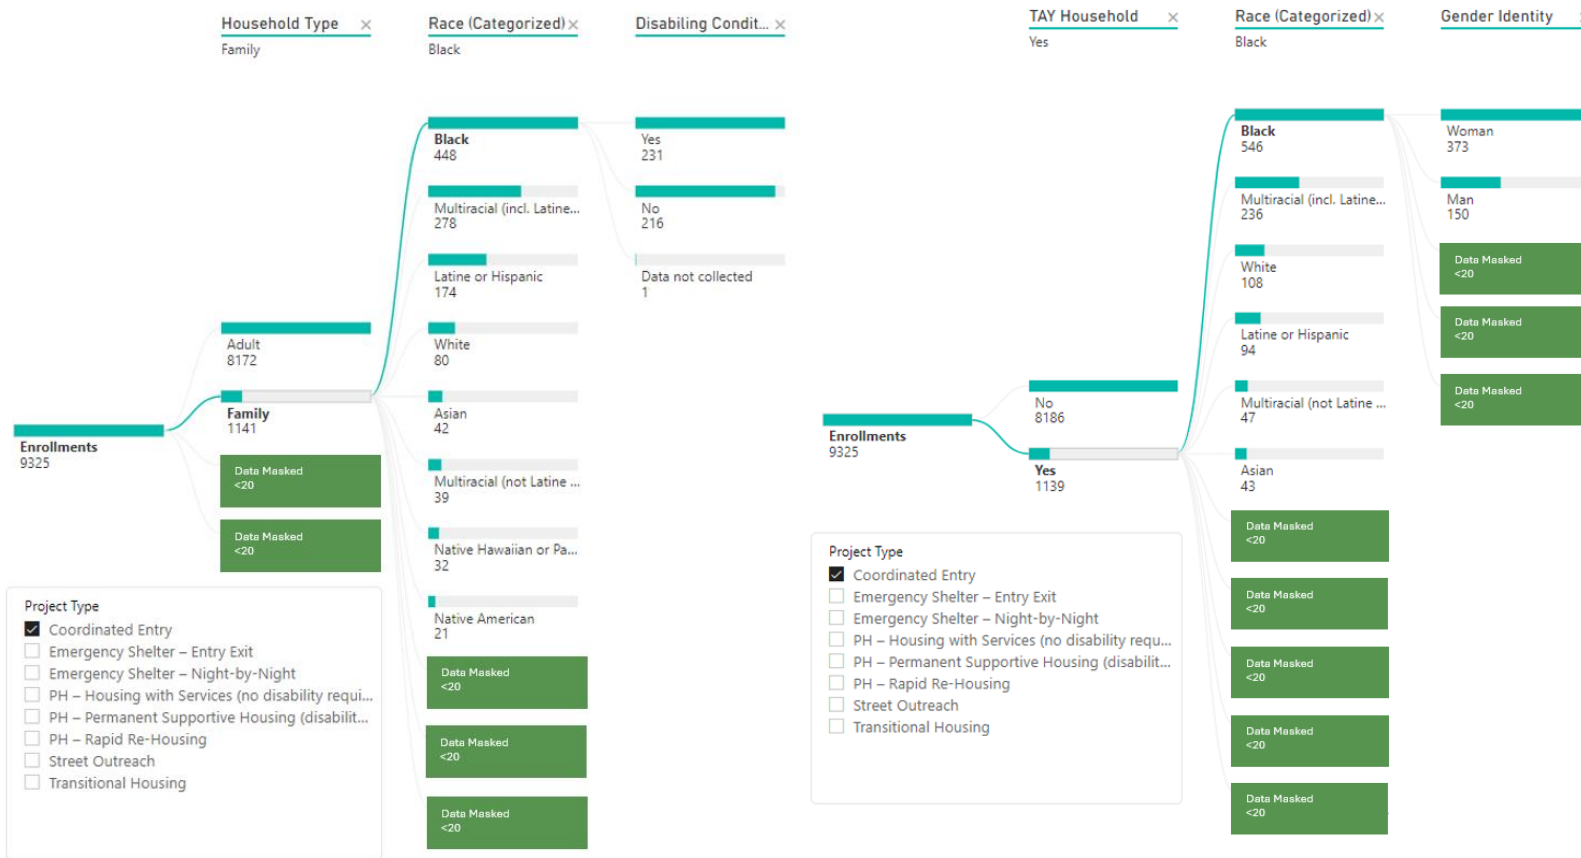 Household Type ×
Family
Race (Categorized) ×
Black
Disabiling Condit... ×
Enrollments
9325
Adult
8172
Family
1141
Data Masked
<20
Data Masked
<20
Black
448
Multiracial (incl. Latine...
278
Latine or Hispanic
174
White
80
Asian
42
Multiracial (not Latine ...
39
Native Hawaiian or Pa...
32
Native American
21
Data Masked
<20
Data Masked
<20
Data Masked
<20
Yes
231
No
216
Data not collected
1
Project Type
Coordinated Entry
Emergency Shelter – Entry Exit
Emergency Shelter – Night-by-Night
PH – Housing with Services (no disability requi...
PH – Permanent Supportive Housing (disabilit...
PH – Rapid Re-Housing
Street Outreach
Transitional Housing
TAY Household ×
Yes
Race (Categorized) ×
Black
Gender Identity
Enrollments
9325
No
8186
Yes
1139
Black
546
Multiracial (incl. Latine...
236
White
108
Latine or Hispanic
94
Multiracial (not Latine ...
47
Asian
43
Data Masked
<20
Data Masked
<20
Data Masked
<20
Data Masked
<20
Data Masked
<20
Woman
373
Man
150
Data Masked
<20
Data Masked
<20
Data Masked
<20
Project Type
Coordinated Entry
Emergency Shelter – Entry Exit
Emergency Shelter – Night-by-Night
PH – Housing with Services (no disability requ...
PH – Permanent Supportive Housing (disabilit...
PH – Rapid Re-Housing
Street Outreach
Transitional Housing